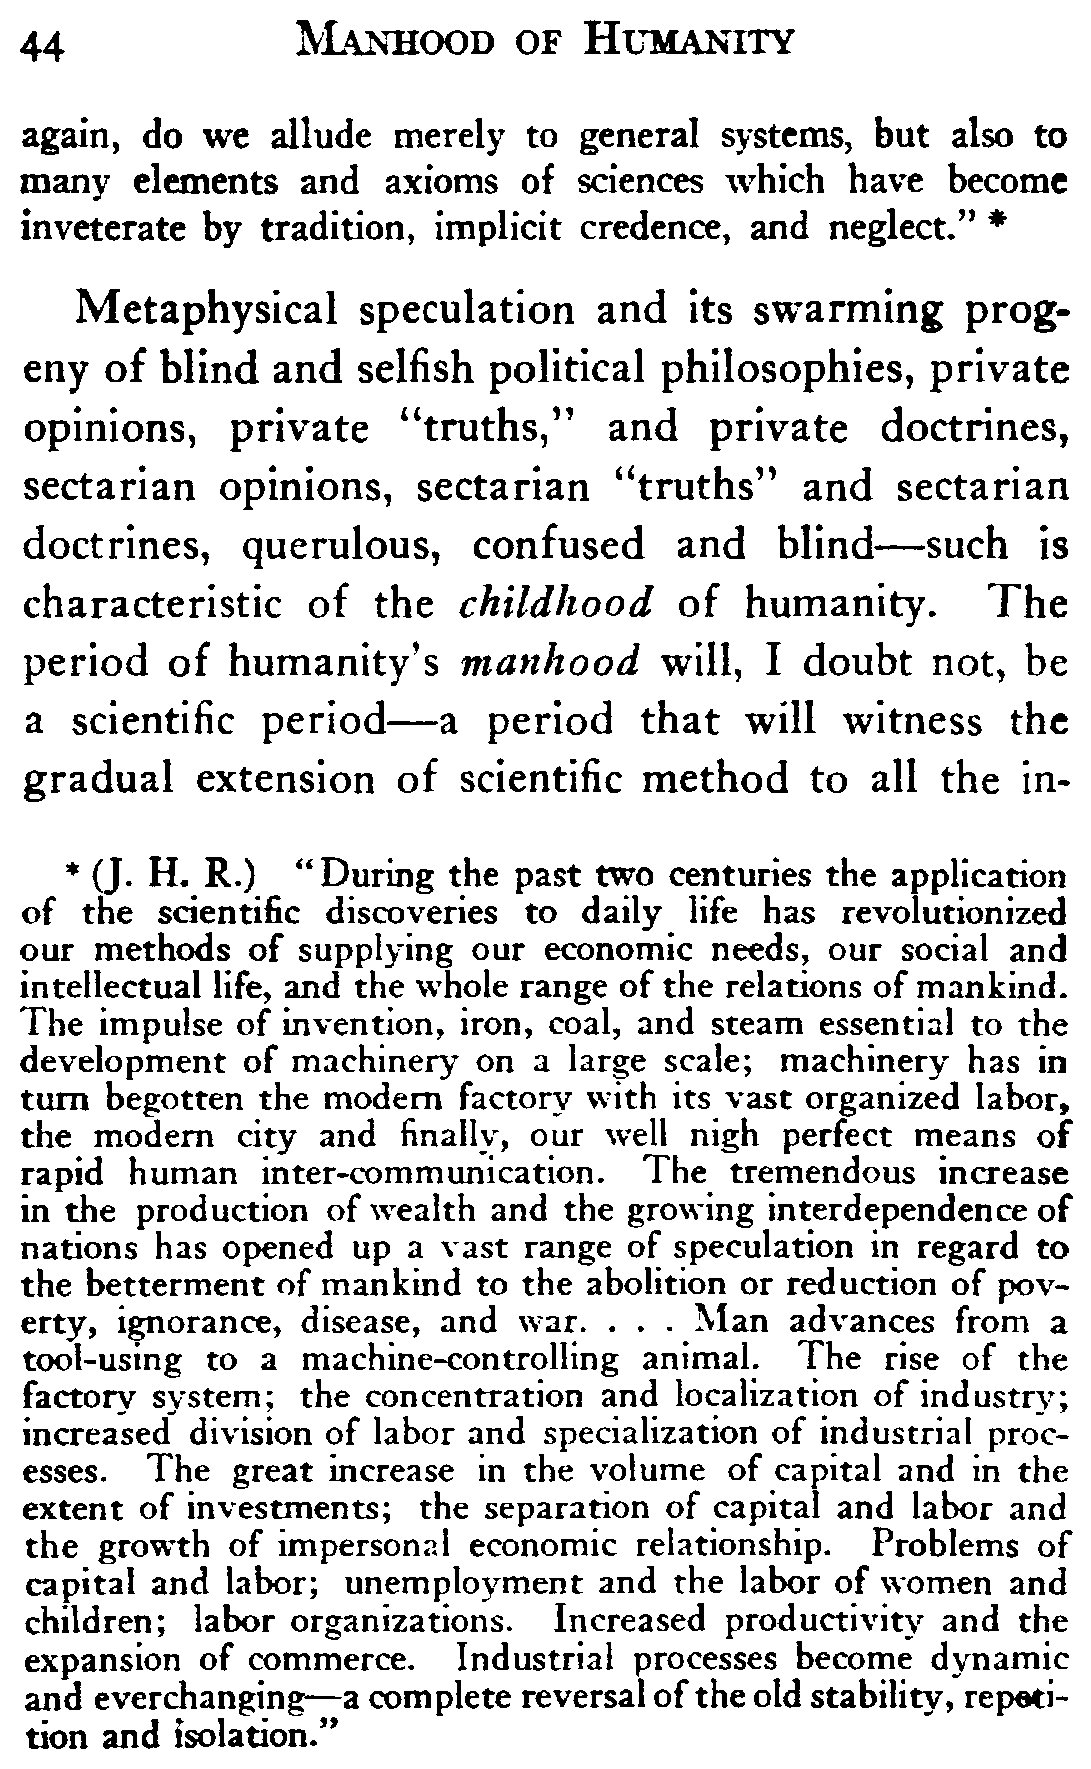 44 MANHOOD OF HUMANITY
again, do we allude merely to general systems, but also to
many elements and axioms of sciences which have become
inveterate by tradition, implicit credence, and neglect.” *
Metaphysical speculation and its swarming prog-
eny of blind and selfish political philosophies, private
opinions, private “truths,” and private doctrines,
sectarian opinions, sectarian “truths” and sectarian
doctrines, querulous, confused and blind—such is
characteristic of the childhood of humanity. The
period of humanity’s manhood will, I doubt not, be
a scientific period—a period that will witness the
gradual extension of scientific method to all the in-
* (J. H. R.) “During the past two centuries the application
of the scientific discoveries to daily life has revolutionized
our methods of supplying our economic needs, our social and
intellectual life, and the whole range of the relations of mankind.
The impulse of invention, iron, coal, and steam essential to the
development of machinery on a large scale; machinery has in
turn begotten the modern factory with its vast organized labor,
the modern city and finally, our well nigh perfect means of
rapid human inter-communication. The tremendous increase
in the production of wealth and the growing interdependence of
nations has opened up a vast range of speculation in regard to
the betterment of mankind to the abolition or reduction of pov-
erty, ignorance, disease, and war. . . . Man advances from a
tool-using to a machine-controlling animal. The rise of the
factory system; the concentration and localization of industry;
increased division of labor and specialization of industrial proc-
esses. The great increase in the volume of capital and in the
extent of investments; the separation of capital and labor and
the growth of impersonal economic relationship. Problems of
capital and labor; unemployment and the labor of women and
children; labor organizations. Increased productivity and the
expansion of commerce. Industrial processes become dynamic
and everchanging—a complete reversal of the old stability, repeti-
tion and isolation.”